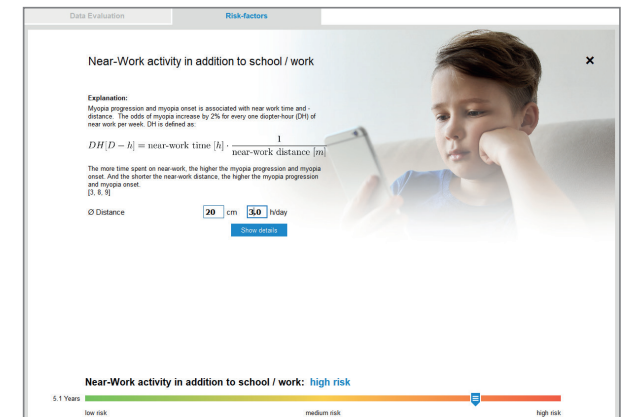 Data Evaluation
Risk-factors
Near-Work activity in addition to school / work
×
Explanation:
Myopia progression and myopia onset is associated with near work time and -
distance. The odds of myopia increase by 2% for every one diopter-hour (DH) of
near work per week. DH is defined as:
DH[D − h] = near-work time [h] · 1 / near-work distance [m]
The more time spent on near-work, the higher the myopia progression and myopia
onset. And the shorter the near-work distance, the higher the myopia progression
and myopia onset.
[3, 8, 9]
Ø Distance 20 cm 3,0 h/day
Show details
Near-Work activity in addition to school / work: high risk
5.1 Years
low risk medium risk high risk